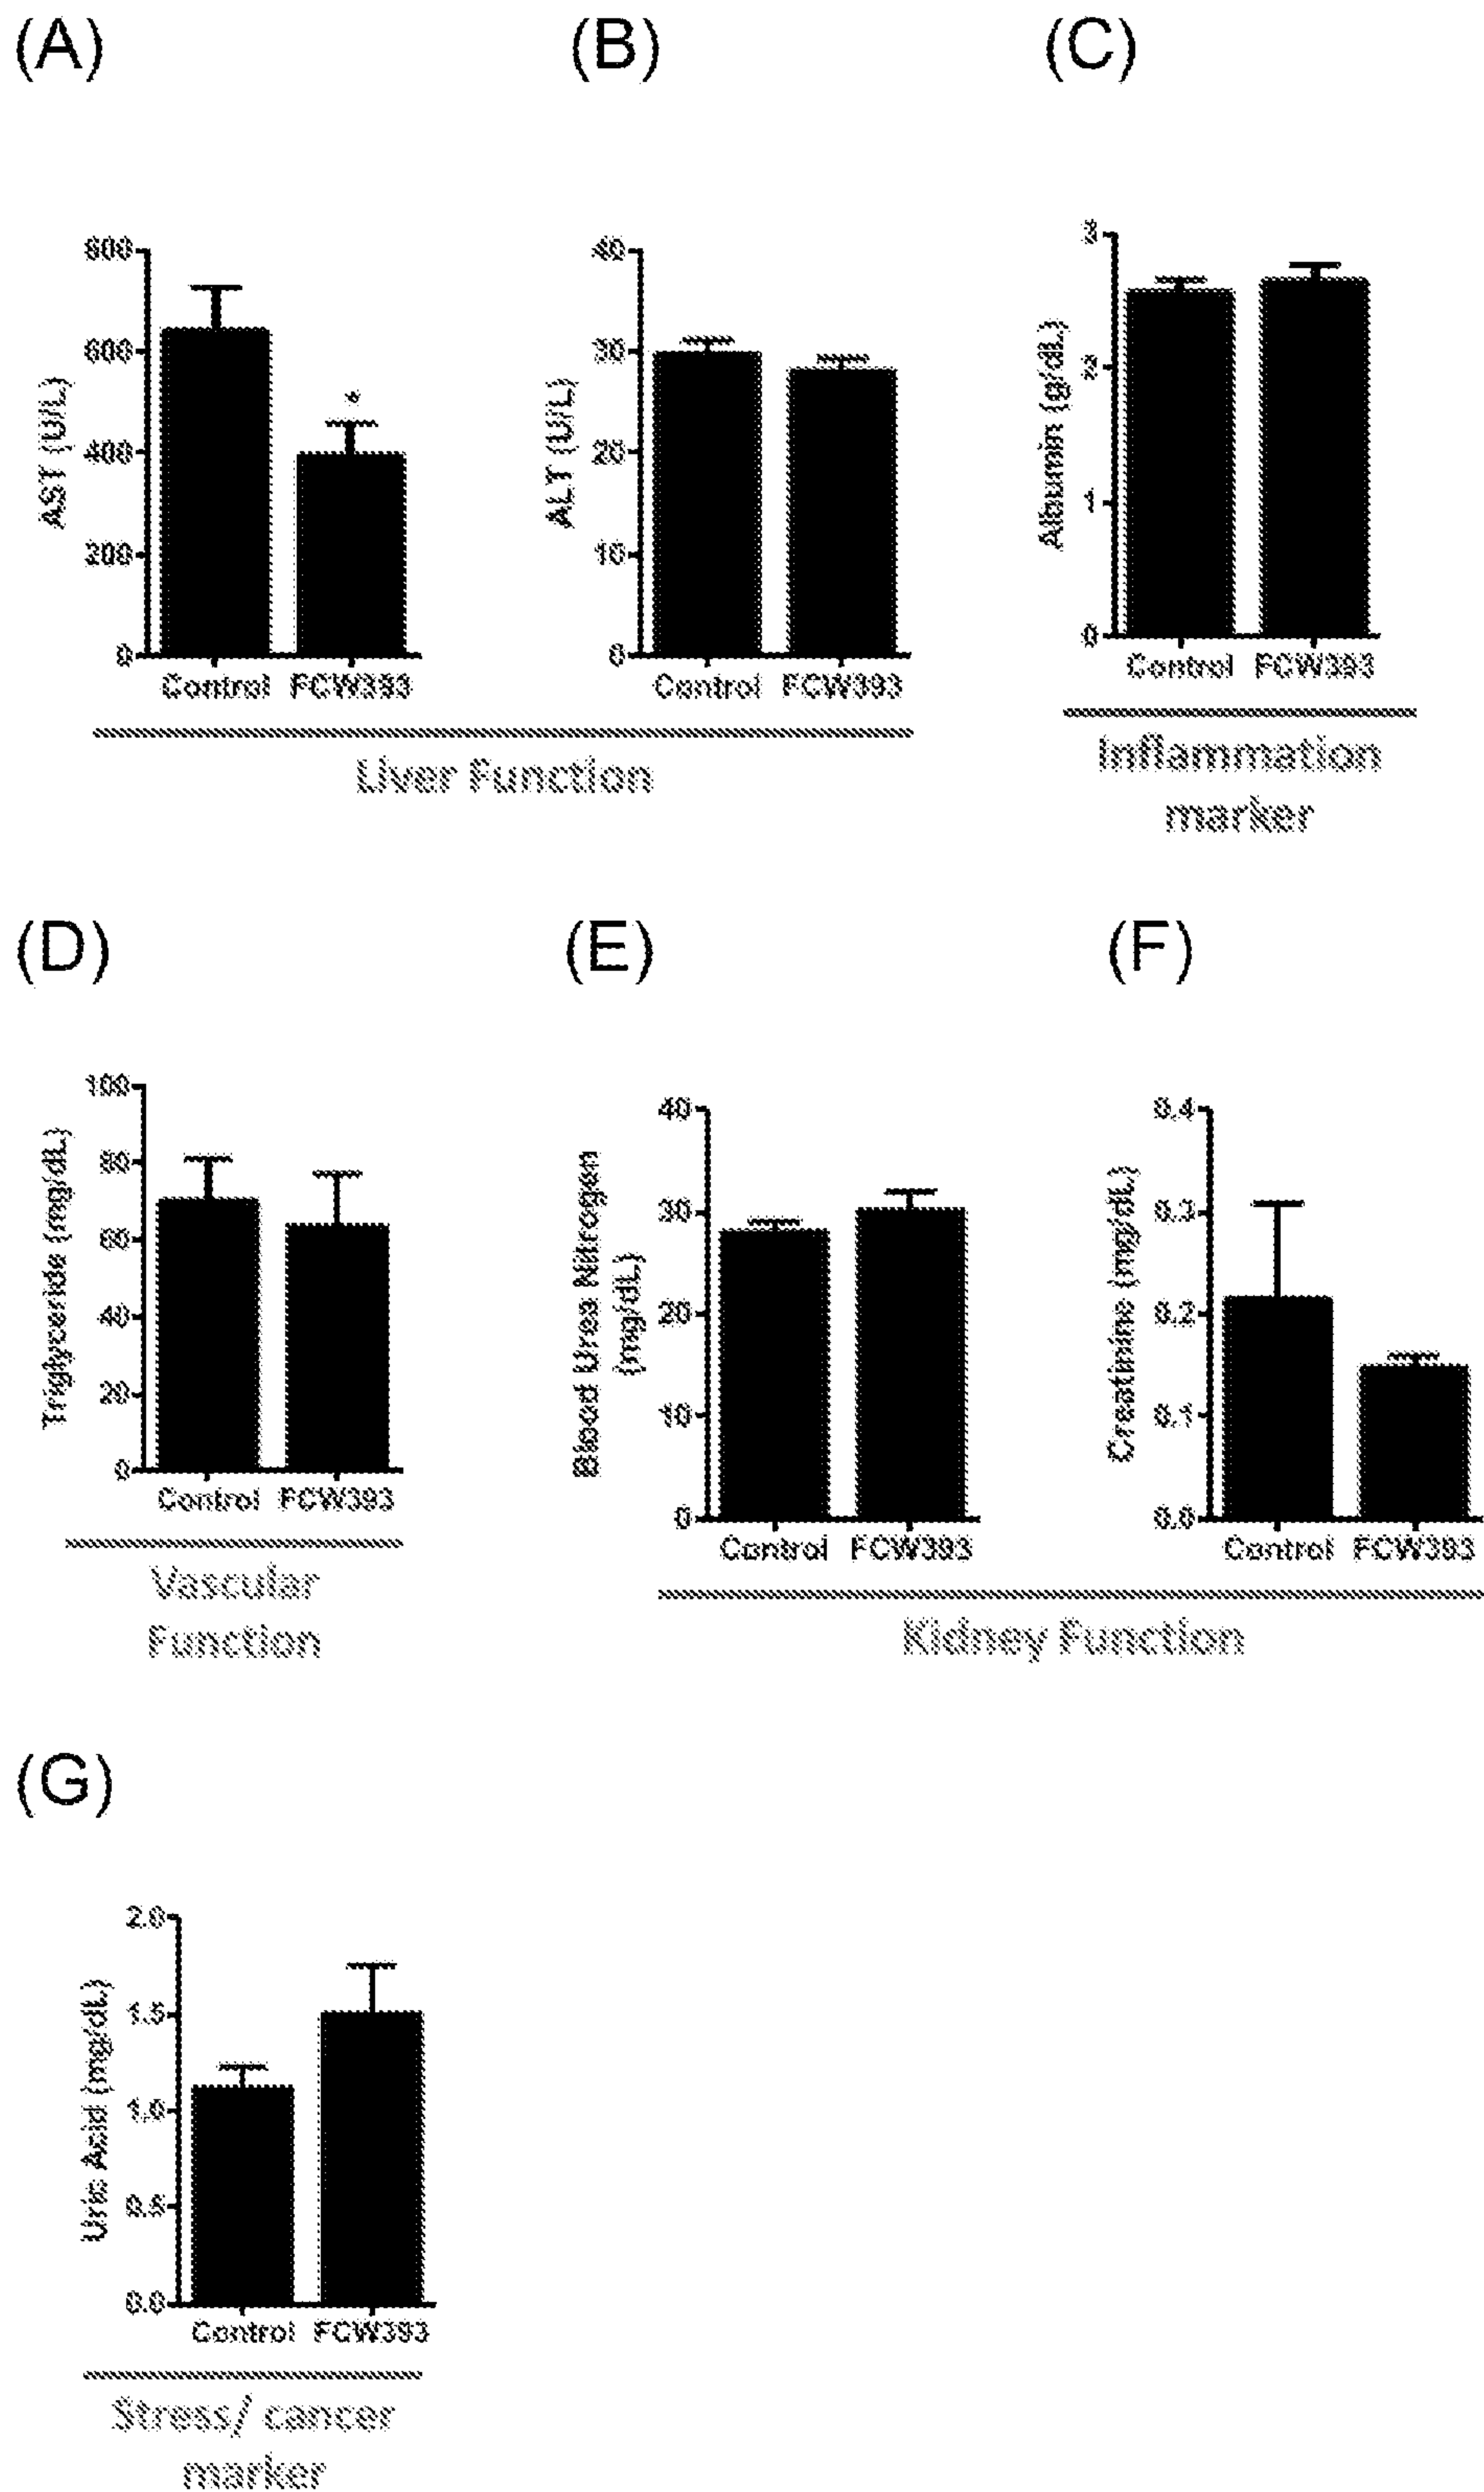 (A)
(B)
(C)
AST (U/L)
800
600
400
200
0
Control FCW393
ALT (U/L)
40
30
20
10
0
Control FCW393
Liver Function
Albumin (g/dL)
3
2
1
0
Control FCW393
Inflammation
marker
*
(D)
(E)
(F)
Triglyceride (mg/dL)
100
80
60
40
20
0
Control FCW393
Vascular
Function
Blood Urea Nitrogen
(mg/dL)
40
30
20
10
0
Control FCW393
Creatinine (mg/dL)
0.4
0.3
0.2
0.1
0.0
Control FCW393
Kidney Function
(G)
Uric Acid (mg/dL)
2.0
1.5
1.0
0.5
0.0
Control FCW393
Stress/ cancer
marker